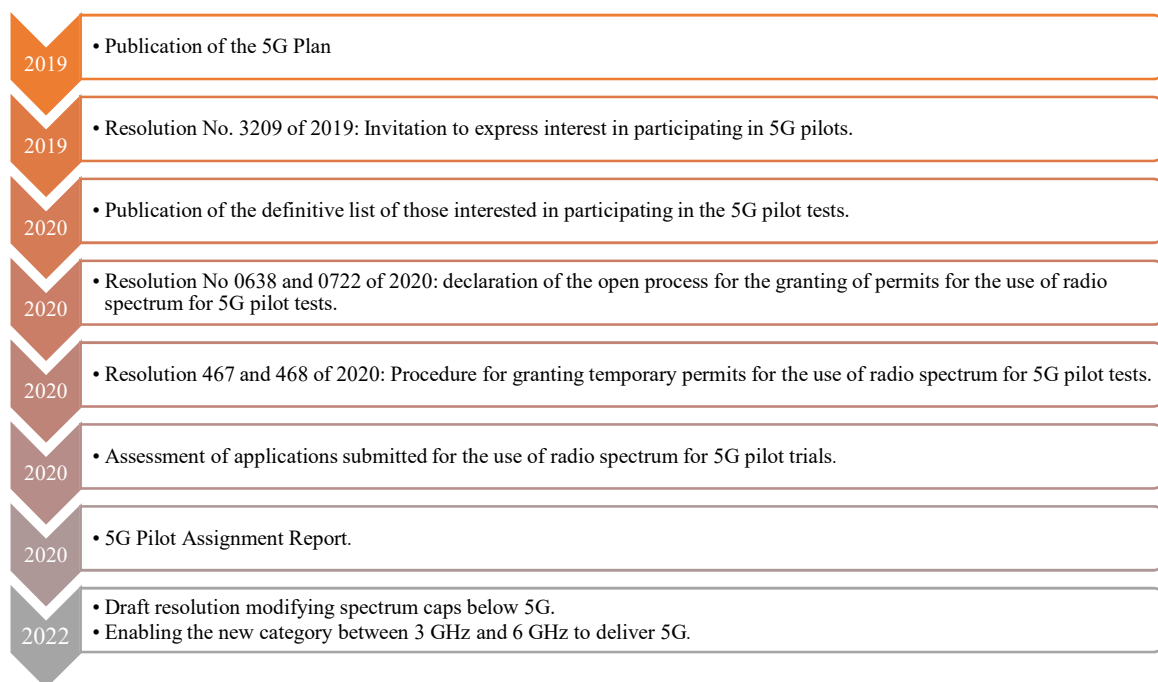 2019
• Publication of the 5G Plan
2019
• Resolution No. 3209 of 2019: Invitation to express interest in participating in 5G pilots.
2020
• Publication of the definitive list of those interested in participating in the 5G pilot tests.
2020
• Resolution No 0638 and 0722 of 2020: declaration of the open process for the granting of permits for the use of radio
spectrum for 5G pilot tests.
2020
• Resolution 467 and 468 of 2020: Procedure for granting temporary permits for the use of radio spectrum for 5G pilot tests.
2020
• Assessment of applications submitted for the use of radio spectrum for 5G pilot trials.
2020
• 5G Pilot Assignment Report.
2022
• Draft resolution modifying spectrum caps below 5G.
• Enabling the new category between 3 GHz and 6 GHz to deliver 5G.